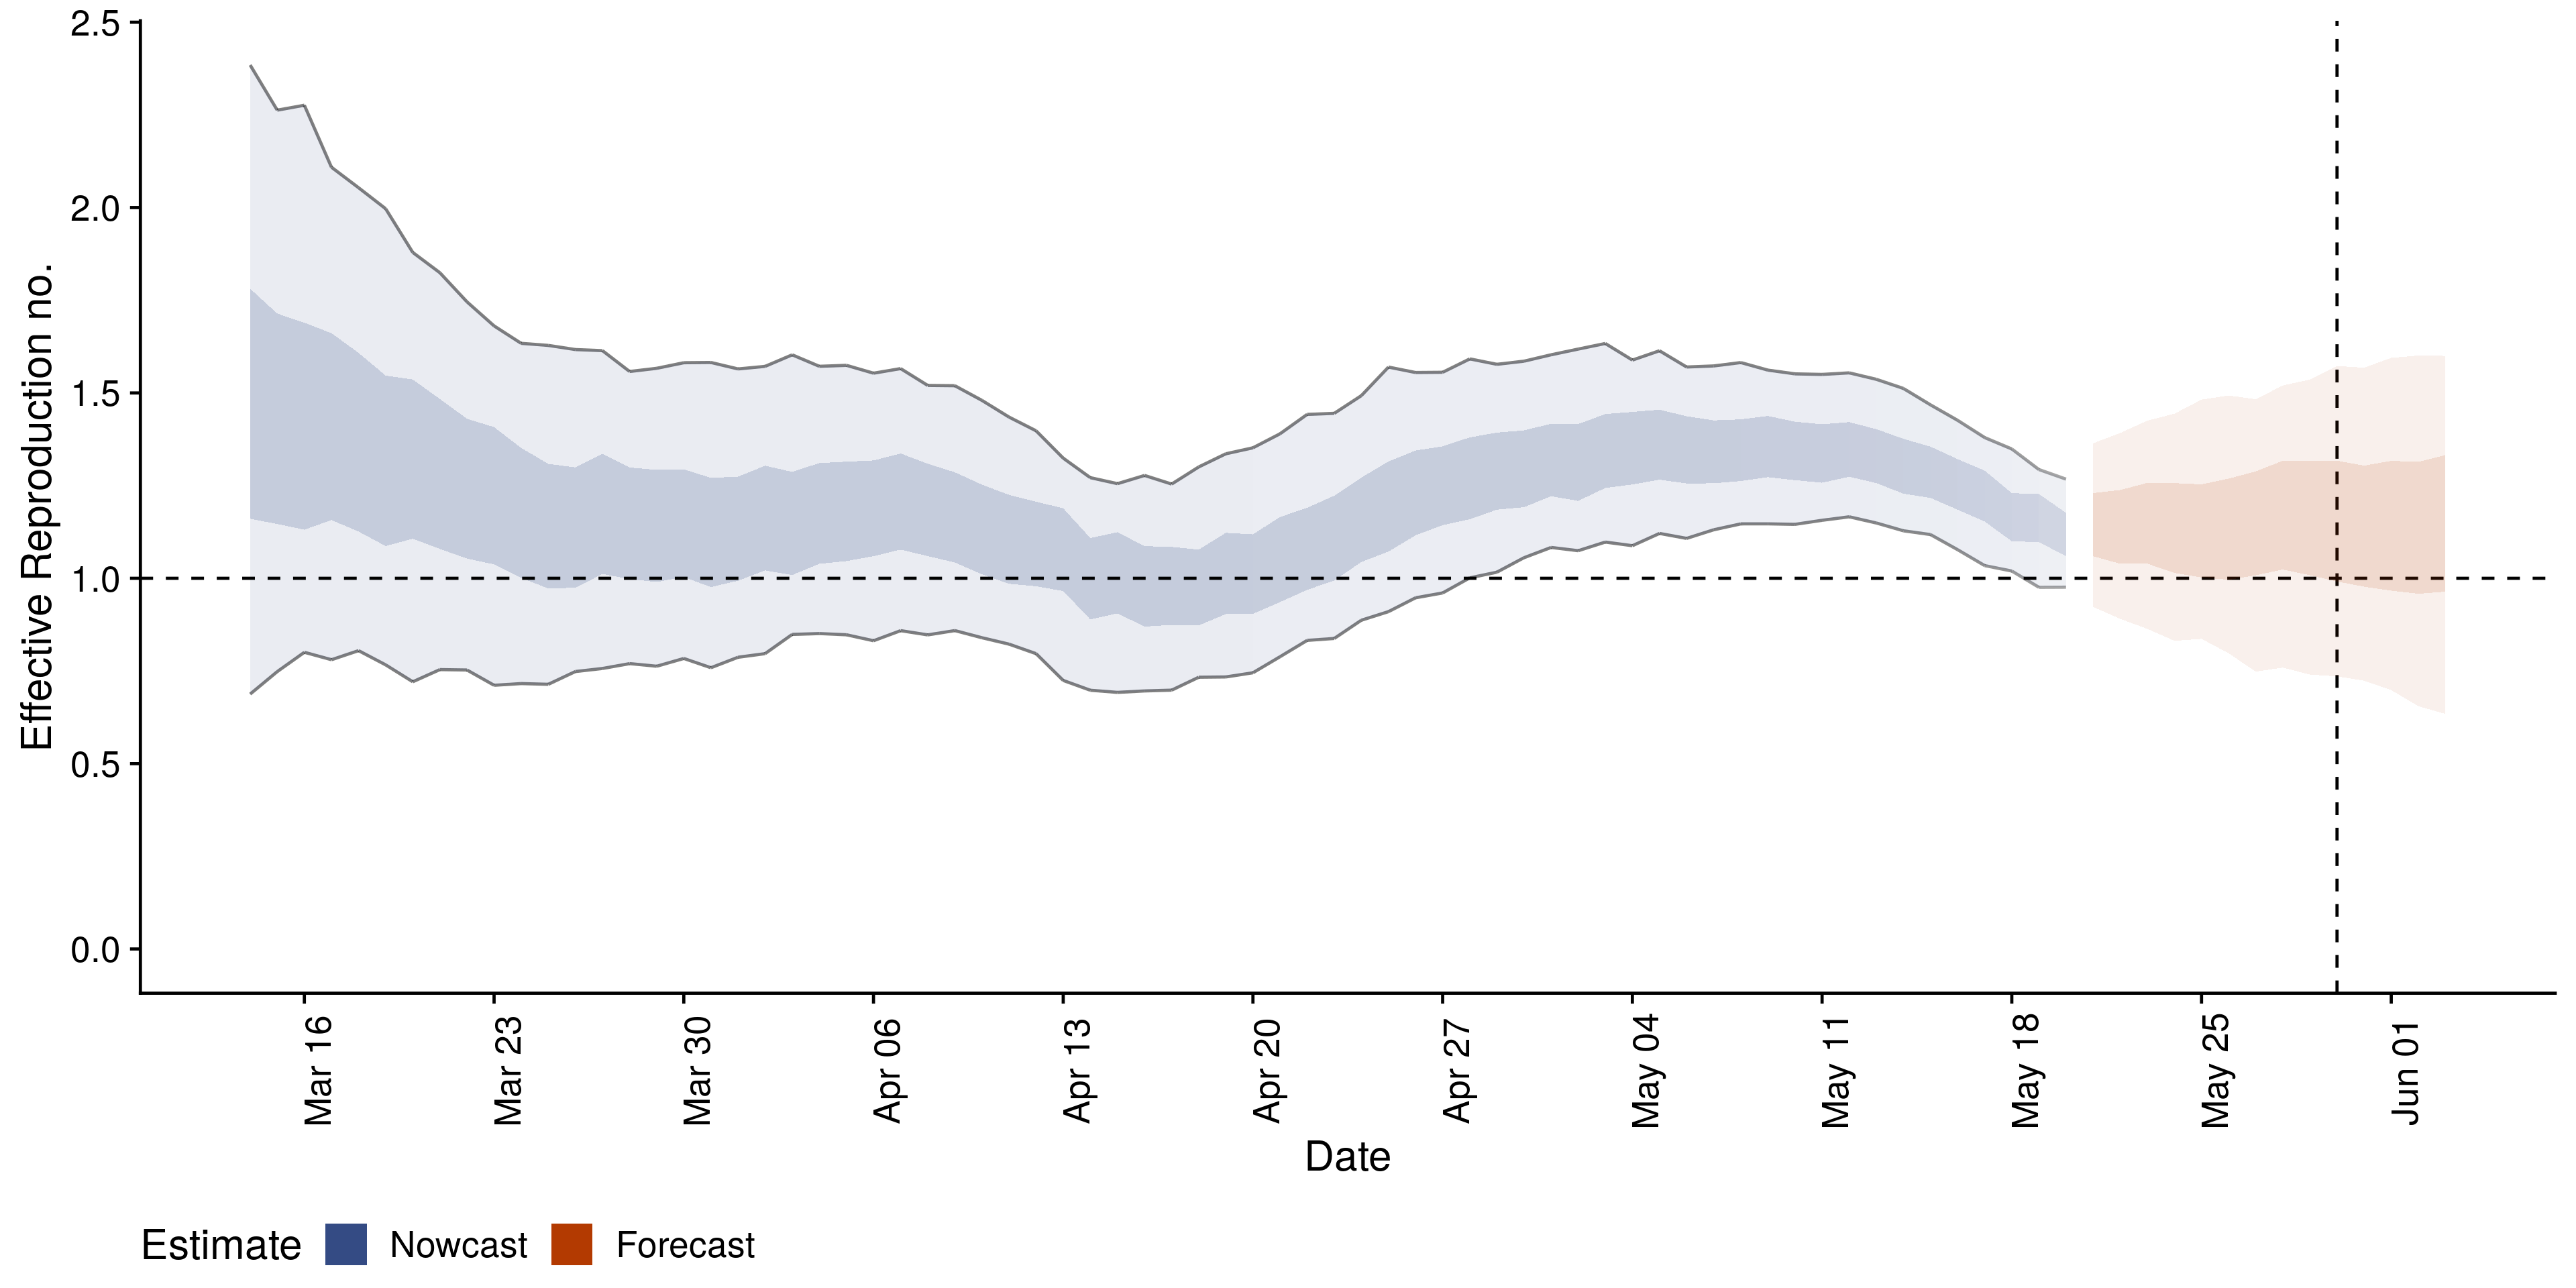 Effective Reproduction no.
2.5
2.0
1.5
1.0
0.5
0.0
Mar 16
Mar 23
Mar 30
Apr 06
Apr 13
Apr 20
Apr 27
May 04
May 11
May 18
May 25
Jun 01
Date
Estimate Nowcast Forecast